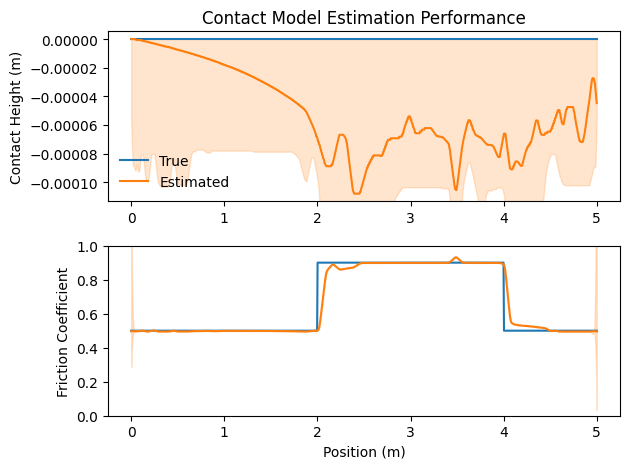 Contact Model Estimation Performance
Contact Height (m)
0.00000
−0.00002
−0.00004
−0.00006
−0.00008
−0.00010
True
Estimated
0 1 2 3 4 5
Friction Coefficient
1.0
0.8
0.6
0.4
0.2
0.0
0 1 2 3 4 5
Position (m)